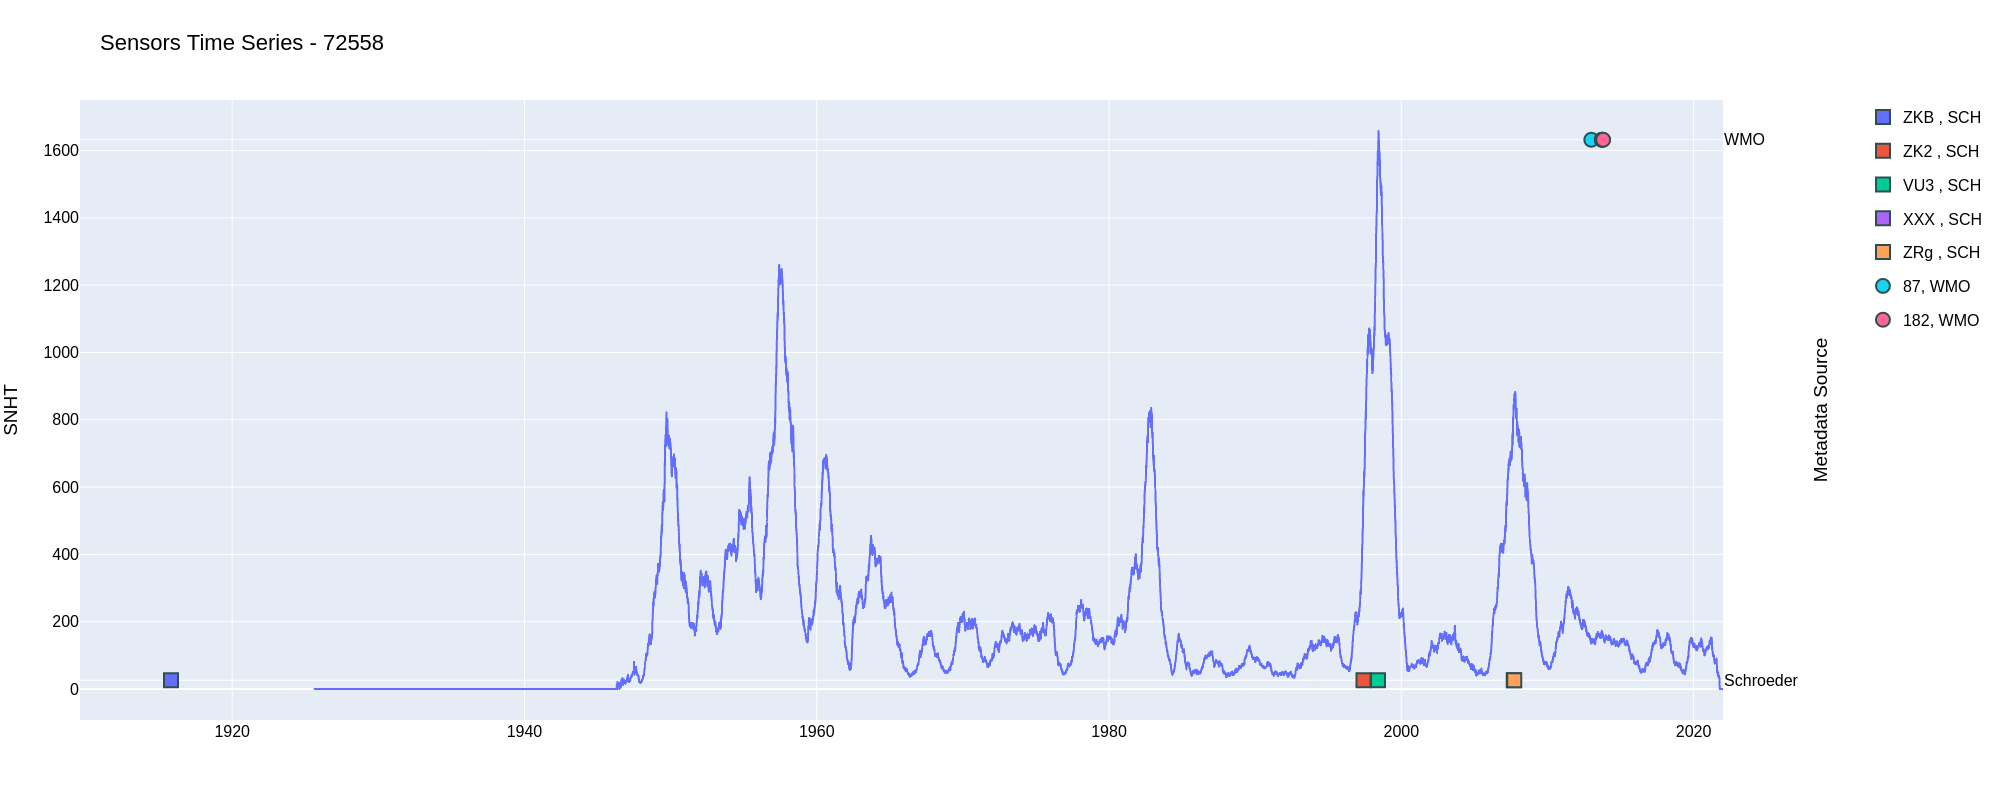 Sensors Time Series - 72558
SNHT
1600
1400
1200
1000
800
600
400
200
0
1920
1940
1960
1980
2000
2020
WMO
Schroeder
Metadata Source
ZKB , SCH
ZK2 , SCH
VU3 , SCH
XXX , SCH
ZRg , SCH
87, WMO
182, WMO